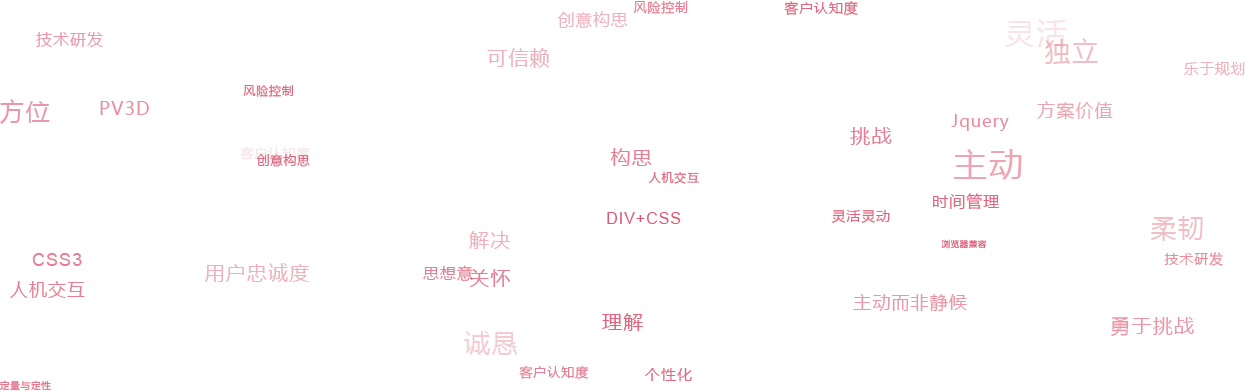 风险控制
客户认知度
创意构思
灵活
技术研发
独立
可信赖
乐于规划
风险控制
方位
PV3D
方案价值
Jquery
挑战
客户认知度
创意构思
构思
主动
人机交互
时间管理
DIV+CSS
灵活灵动
柔韧
解决
浏览器兼容
CSS3
技术研发
用户忠诚度
思想意
关怀
人机交互
主动而非静候
理解
勇于挑战
诚恳
客户认知度
个性化
定量与定性